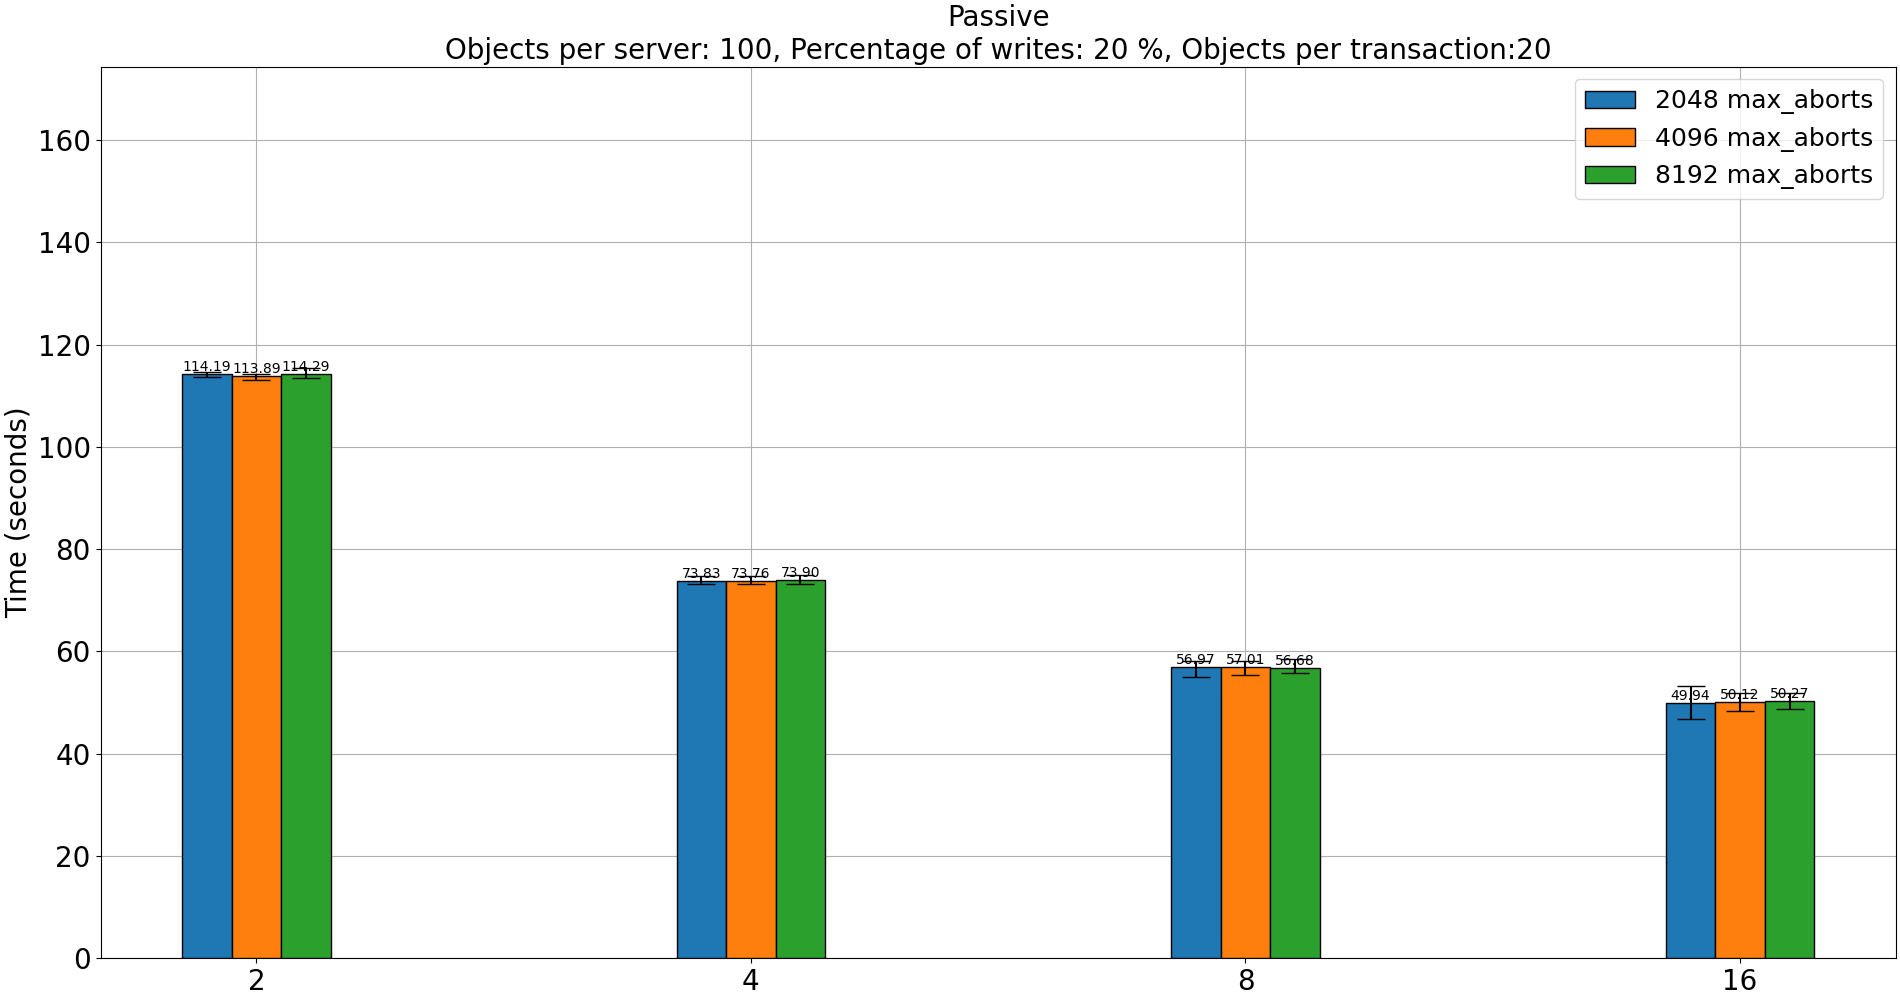 Passive
Objects per server: 100, Percentage of writes: 20 %, Objects per transaction:20
2048 max_aborts
4096 max_aborts
8192 max_aborts
Time (seconds)
160
140
120
100
80
60
40
20
0
114.19 113.89 114.29
73.83 73.76 73.90
56.97 57.01 56.68
49.94 50.12 50.27
2 4 8 16